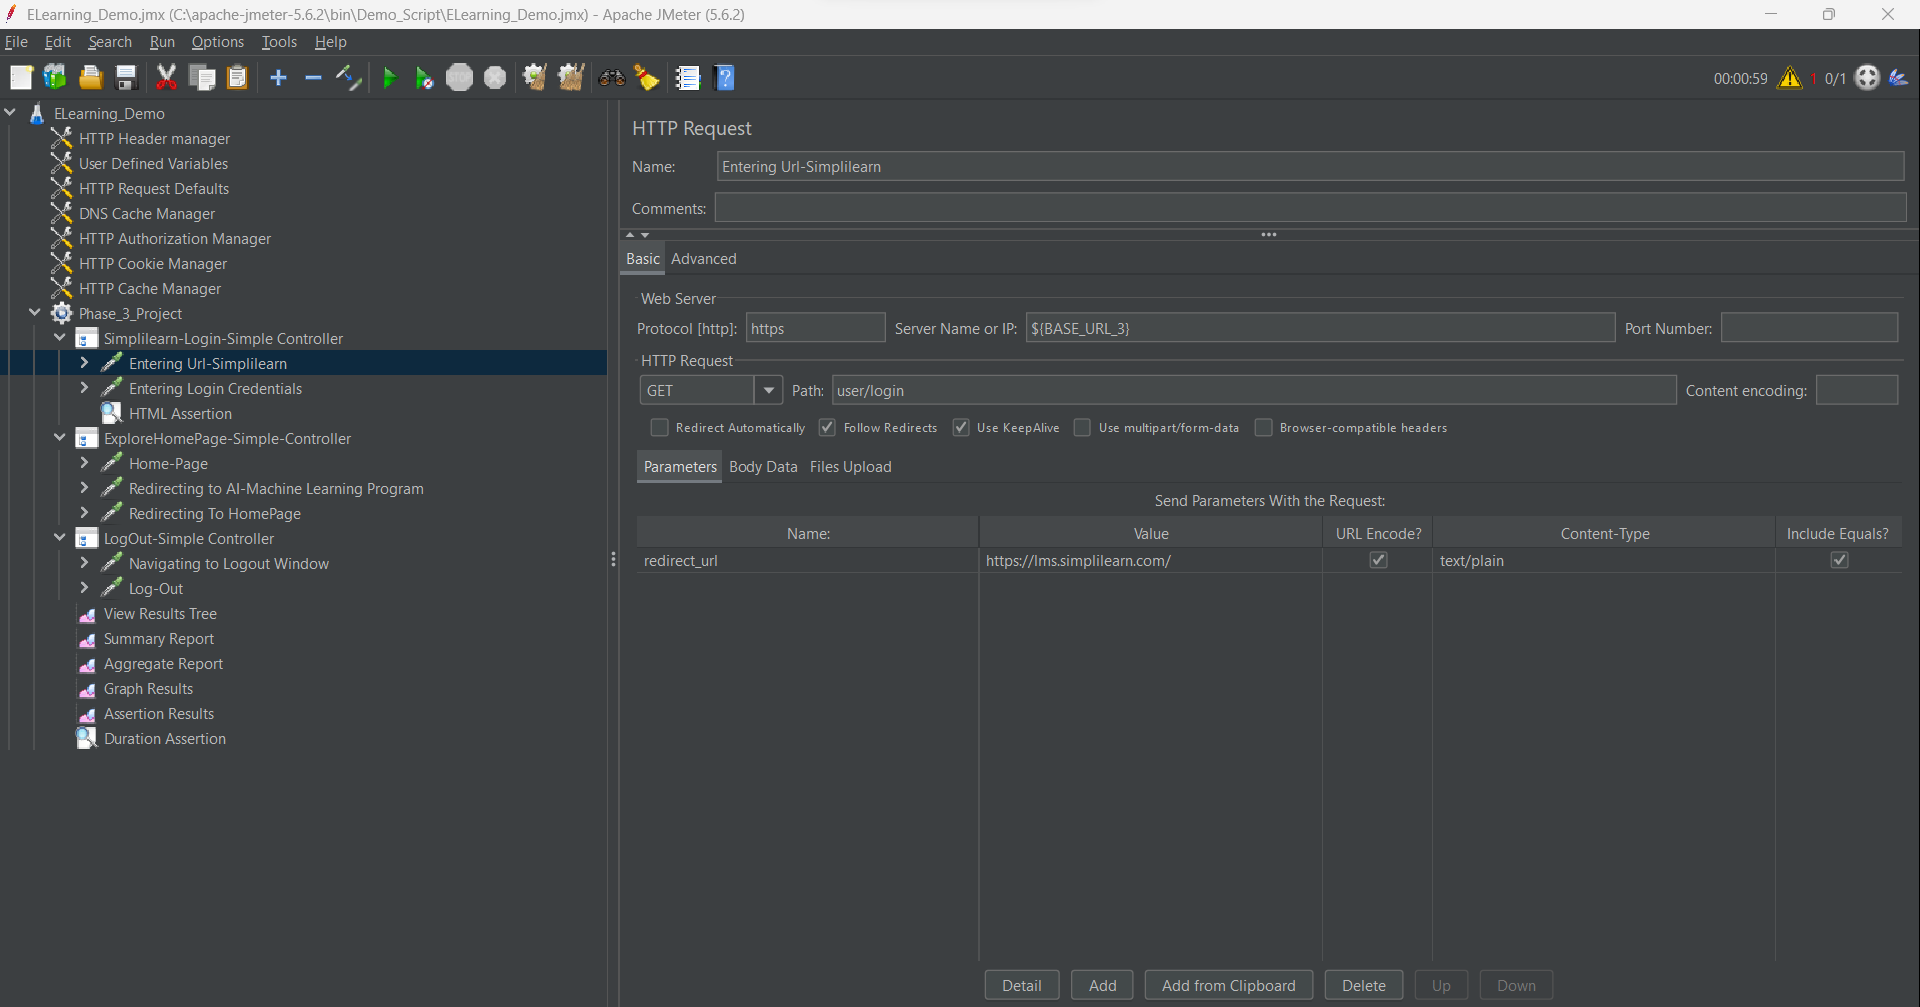 ELearning_Demo.jmx (C:\apache-jmeter-5.6.2\bin\Demo_Script\ELearning_Demo.jmx) - Apache JMeter (5.6.2)
File Edit Search Run Options Tools Help
STOP
00:00:59 1 0/1
ELearning_Demo
HTTP Header manager
User Defined Variables
HTTP Request Defaults
DNS Cache Manager
HTTP Authorization Manager
HTTP Cookie Manager
HTTP Cache Manager
Phase_3_Project
Simplilearn-Login-Simple Controller
Entering Url-Simplilearn
Entering Login Credentials
HTML Assertion
ExploreHomePage-Simple-Controller
Home-Page
Redirecting to AI-Machine Learning Program
Redirecting To HomePage
LogOut-Simple Controller
Navigating to Logout Window
Log-Out
View Results Tree
Summary Report
Aggregate Report
Graph Results
Assertion Results
Duration Assertion
HTTP Request
Name: Entering Url-Simplilearn
Comments:
Basic Advanced
Web Server
Protocol [http]: https Server Name or IP: ${BASE_URL_3} Port Number:
HTTP Request
GET Path: user/login Content encoding:
Redirect Automatically Follow Redirects Use KeepAlive Use multipart/form-data Browser-compatible headers
Parameters Body Data Files Upload
Send Parameters With the Request:
Name: Value URL Encode? Content-Type Include Equals?
redirect_url https://lms.simplilearn.com/ text/plain
Detail Add Add from Clipboard Delete Up Down